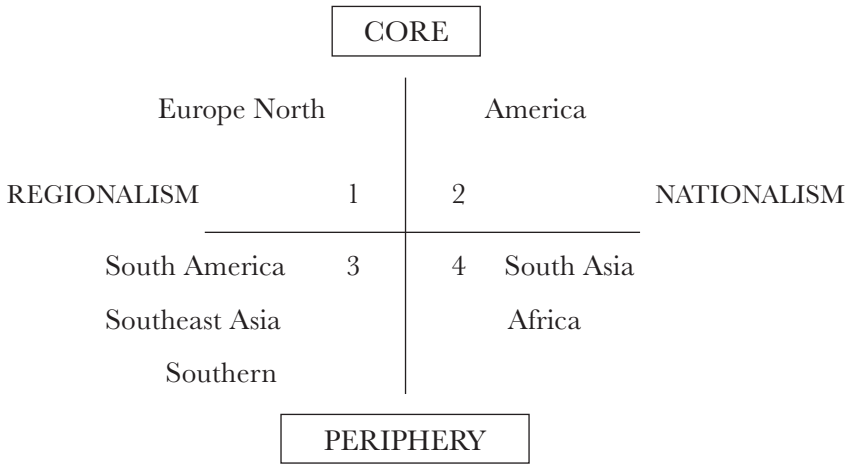 CORE
Europe North America
REGIONALISM 1 2 NATIONALISM
South America 3 4 South Asia
Southeast Asia Africa
Southern
PERIPHERY